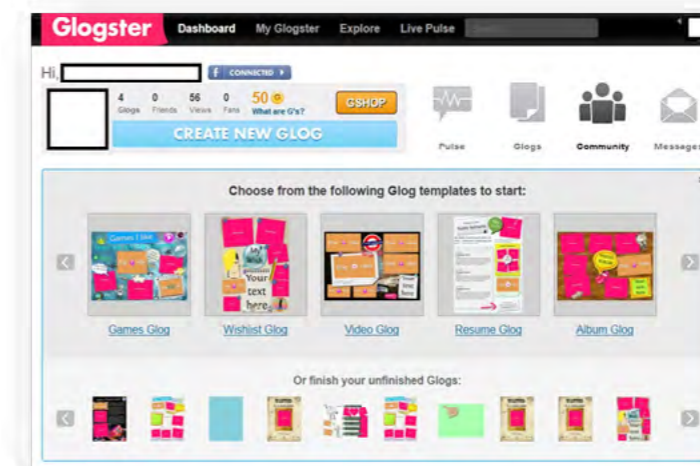 Glogster Dashboard My Glogster Explore Live Pulse
Hi,
f CONNECTED
4 0 56 0 50 G GSHOP
Glogs Friends Views Fans What are G's?
CREATE NEW GLOG
Pulse Glogs Community Messages
Choose from the following Glog templates to start:
Games I like
Your
text
here
Games Glog Wishlist Glog Video Glog Resume Glog Album Glog
Or finish your unfinished Glogs: